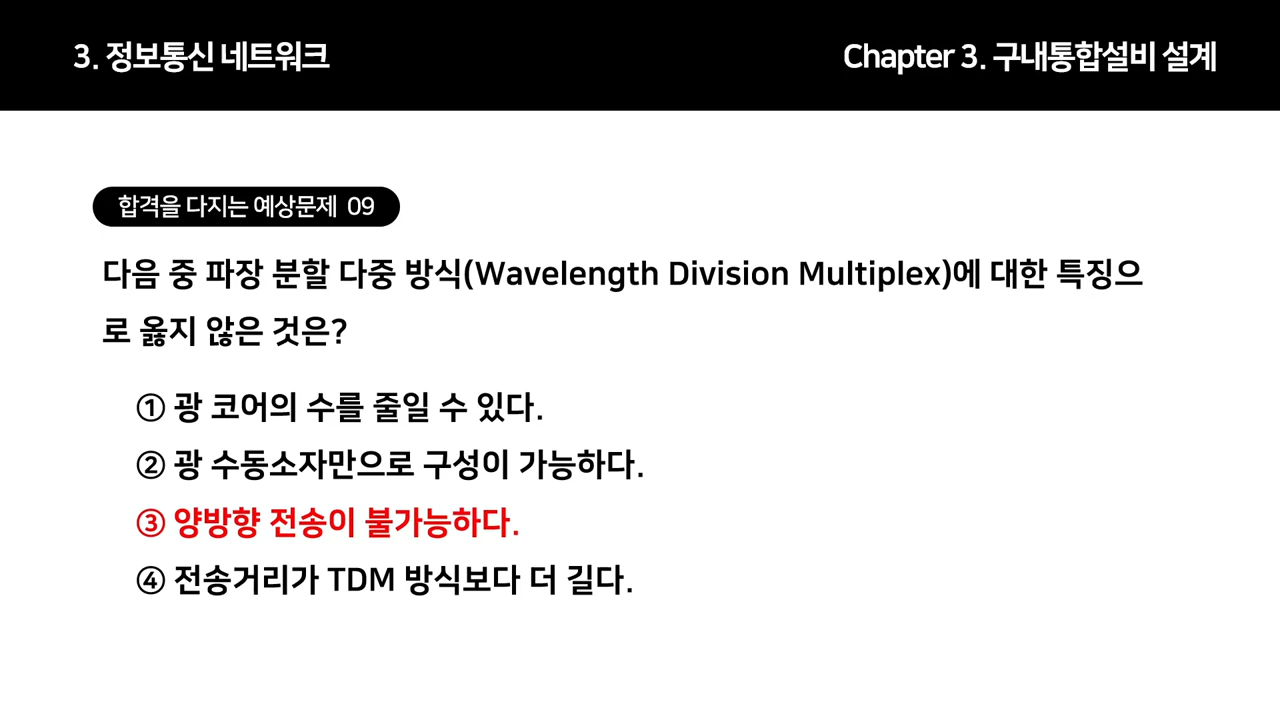 3. 정보통신 네트워크
Chapter 3. 구내통합설비 설계
합격을 다지는 예상문제 09
다음 중 파장 분할 다중 방식(Wavelength Division Multiplex)에 대한 특징으
로 옳지 않은 것은?
① 광 코어의 수를 줄일 수 있다.
② 광 수동소자만으로 구성이 가능하다.
③ 양방향 전송이 불가능하다.
④ 전송거리가 TDM 방식보다 더 길다.